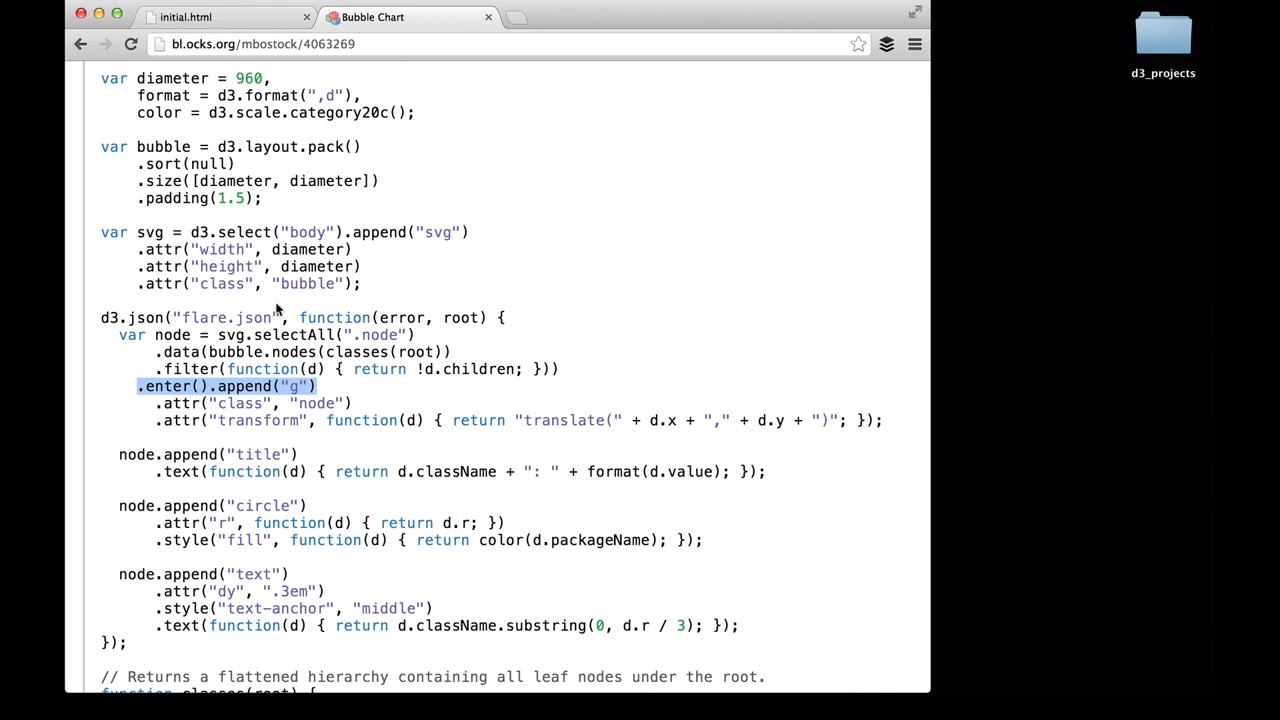 initial.html
Bubble Chart
bl.ocks.org/mbostock/4063269
d3_projects
var diameter = 960,
    format = d3.format(",d"),
    color = d3.scale.category20c();
var bubble = d3.layout.pack()
    .sort(null)
    .size([diameter, diameter])
    .padding(1.5);
var svg = d3.select("body").append("svg")
    .attr("width", diameter)
    .attr("height", diameter)
    .attr("class", "bubble");
d3.json("flare.json", function(error, root) {
  var node = svg.selectAll(".node")
      .data(bubble.nodes(classes(root))
      .filter(function(d) { return !d.children; }))
    .enter().append("g")
      .attr("class", "node")
      .attr("transform", function(d) { return "translate(" + d.x + "," + d.y + ")"; });
  node.append("title")
      .text(function(d) { return d.className + ": " + format(d.value); });
  node.append("circle")
      .attr("r", function(d) { return d.r; })
      .style("fill", function(d) { return color(d.packageName); });
  node.append("text")
      .attr("dy", ".3em")
      .style("text-anchor", "middle")
      .text(function(d) { return d.className.substring(0, d.r / 3); });
});
// Returns a flattened hierarchy containing all leaf nodes under the root.
function classes(root) {